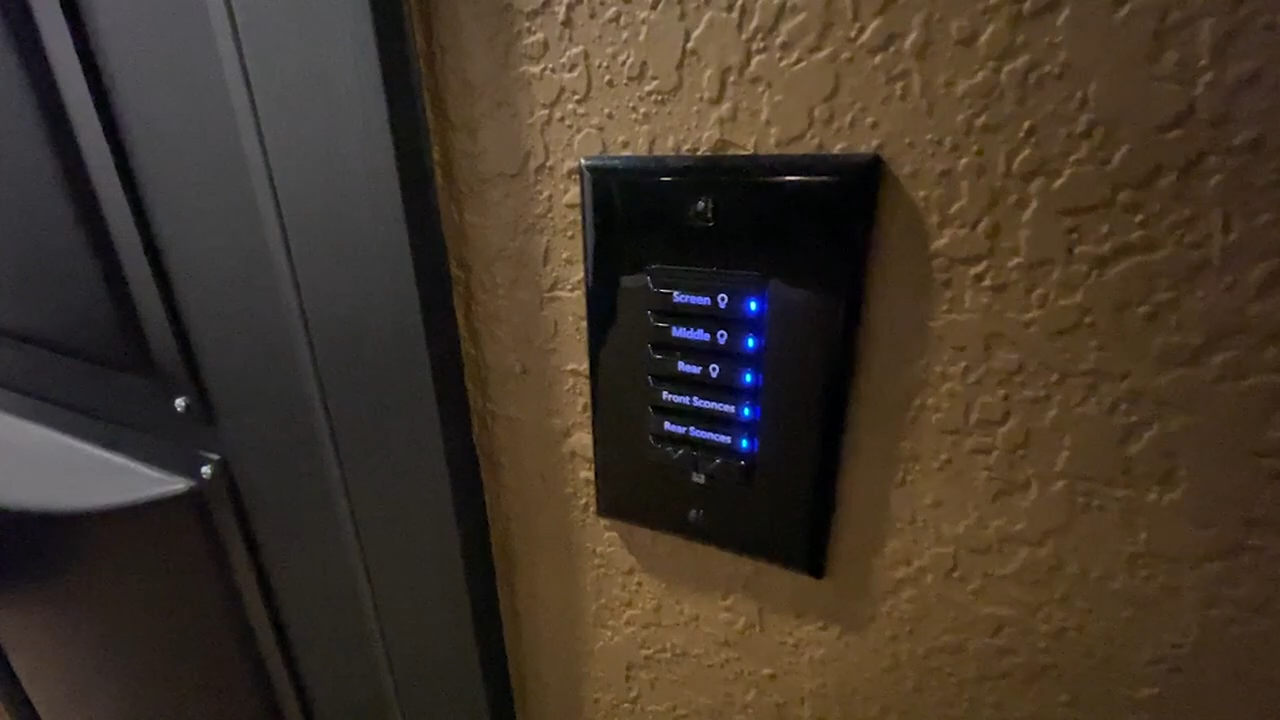 Screen
Middle
Rear
Front Sconces
Rear Sconces